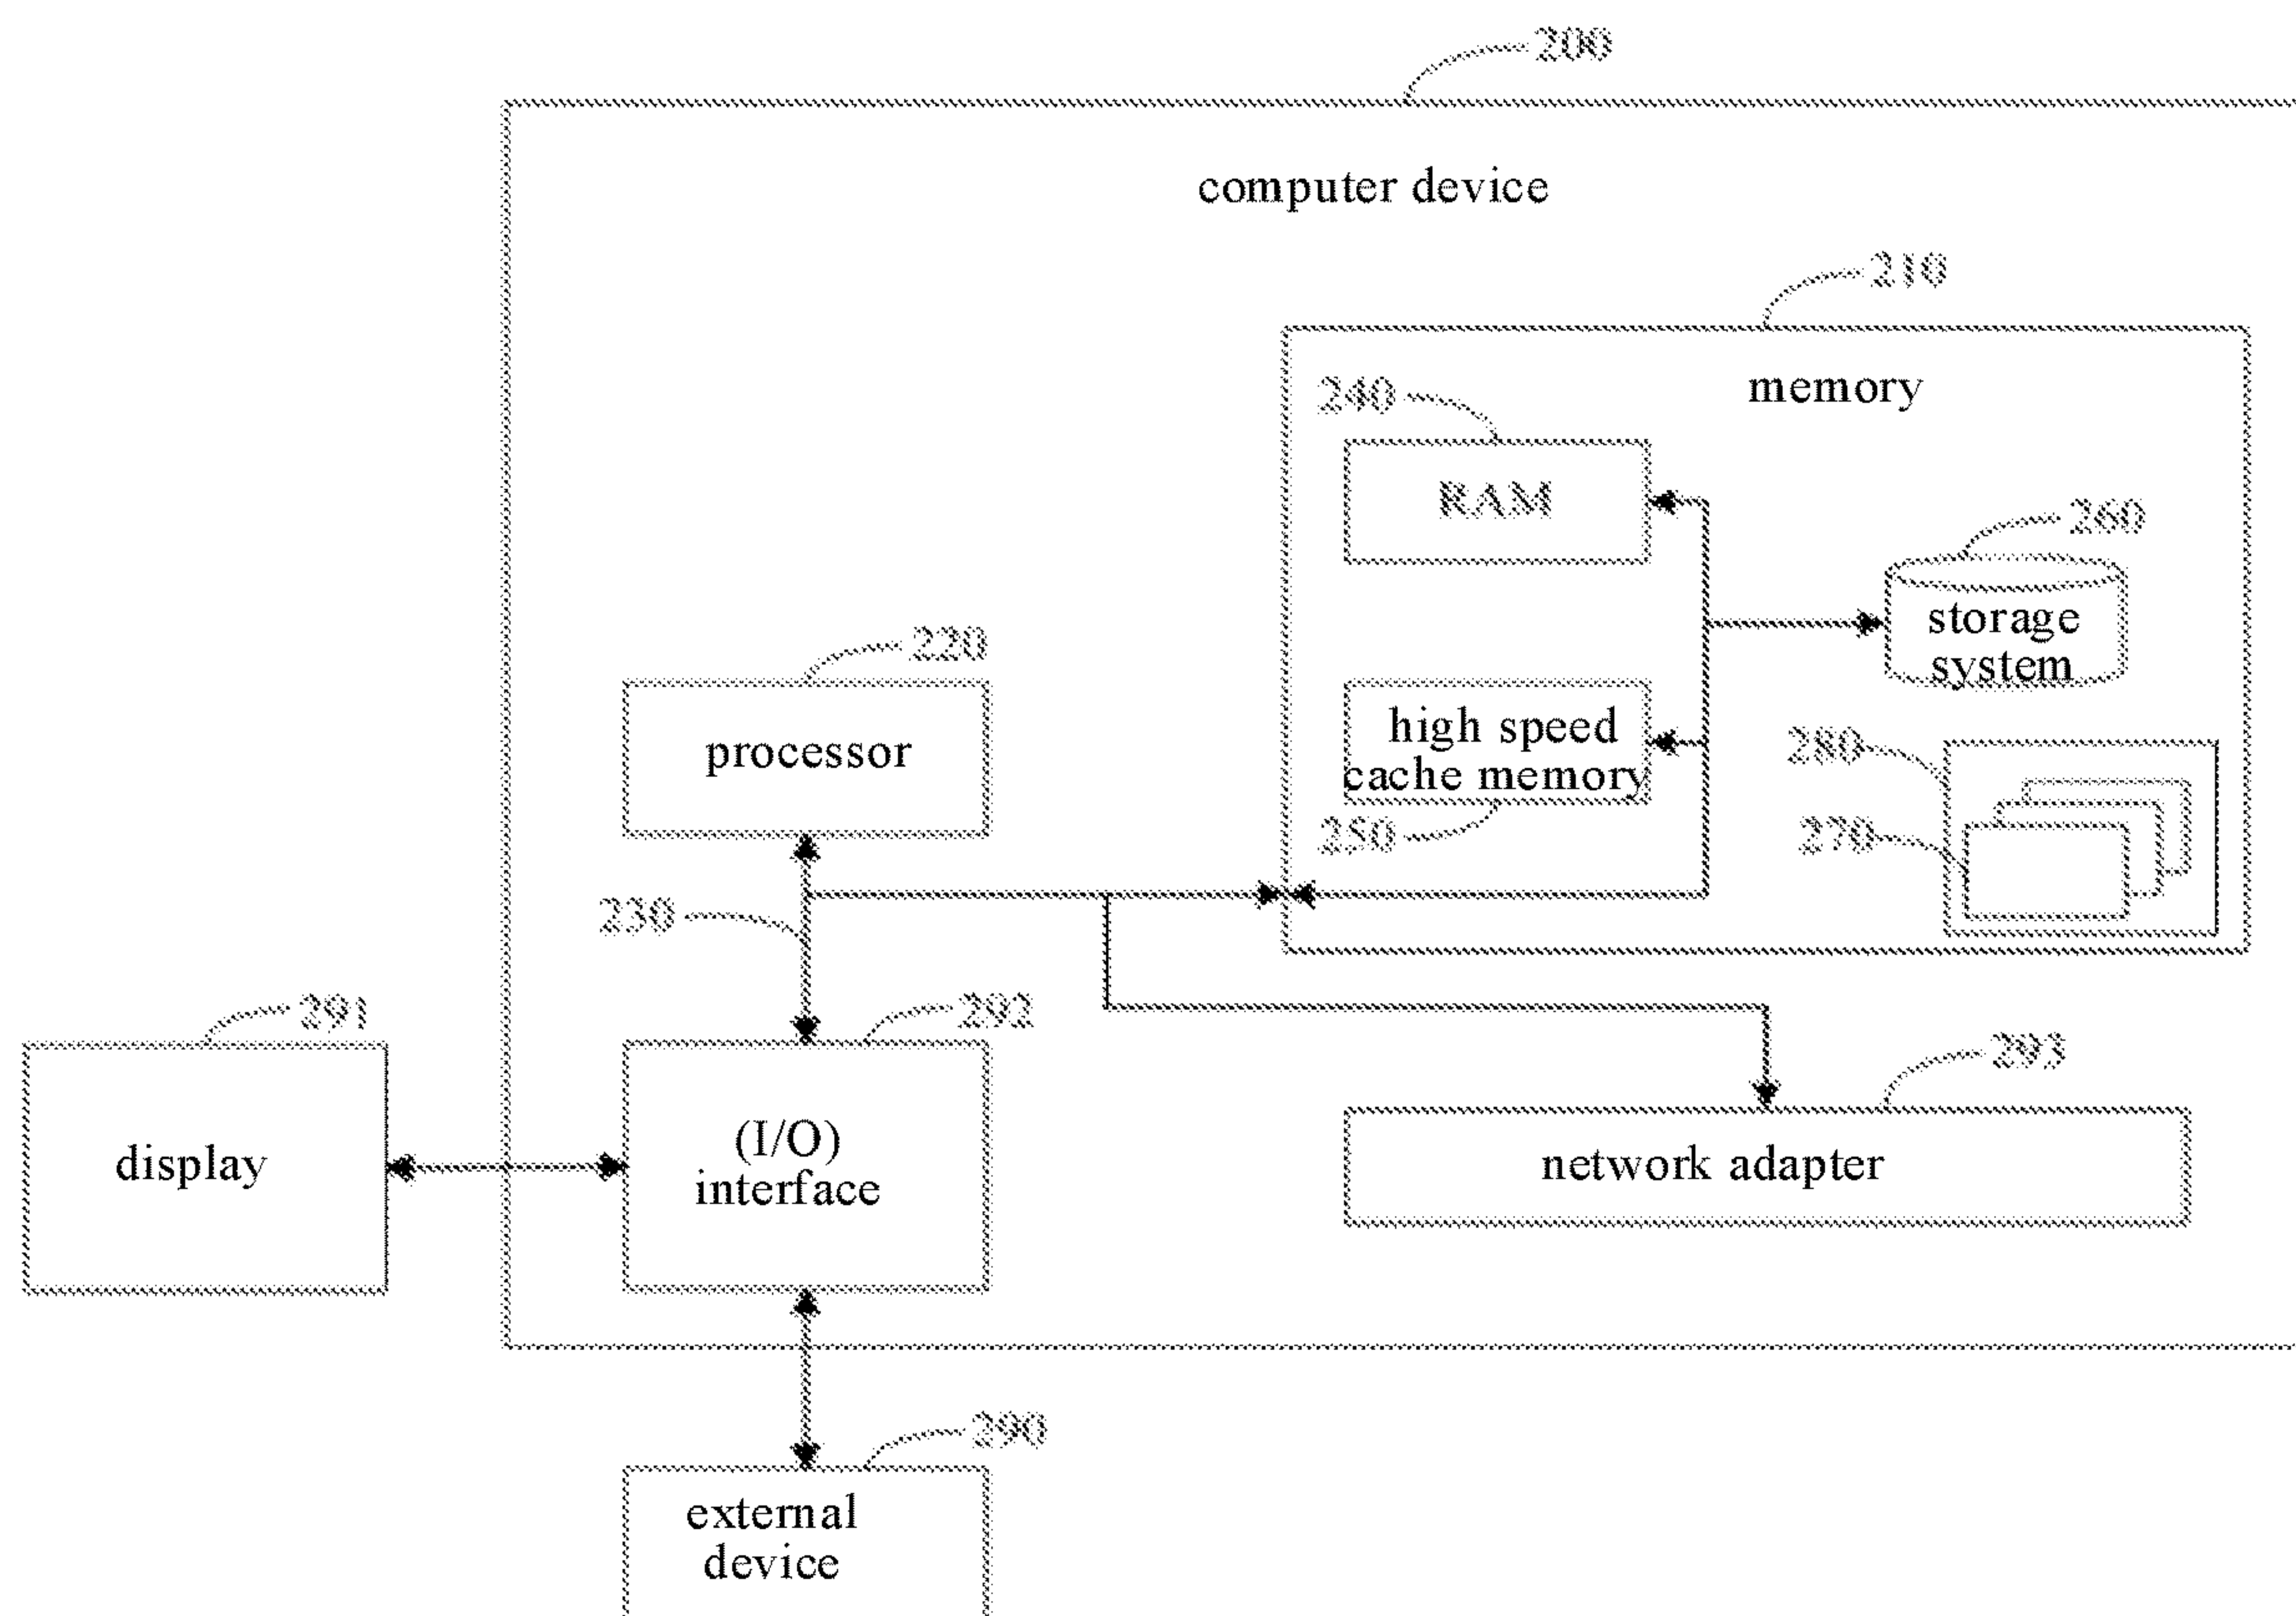 200
computer device
210
memory
240
RAM
260
storage
system
220
processor
high speed
cache memory
280
270
250
230
291
display
292
(I/O)
interface
293
network adapter
290
external
device